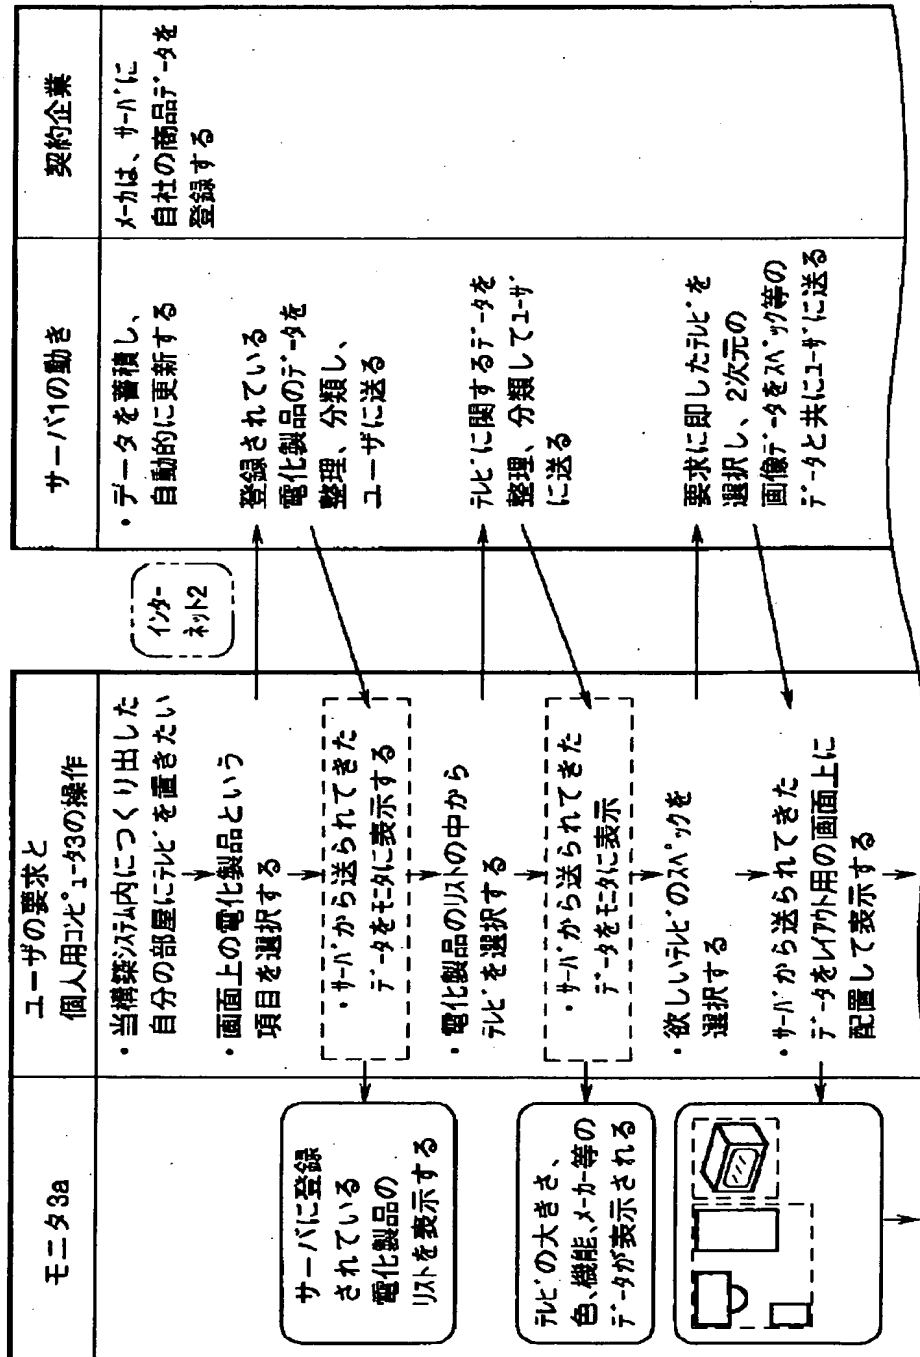 モニタ3a
サーバに登録
されている
電化製品の
リストを表示する
テレビの大きさ、
色、機能、メーカー等の
データが表示される
ユーザの要求と
個人用コンピュータ3の操作
・当構築システム内につくり出した
自分の部屋にテレビを置きたい
・画面上の電化製品という
項目を選択する
・サーバから送られてきた
データをモニタに表示する
・電化製品のリストの中から
テレビを選択する
・サーバから送られてきた
データをモニタに表示
・欲しいテレビのスペックを
選択する
・サーバから送られてきた
データをレイアウト用の画面上に
配置して表示する
インター
ネット2
サーバ1の動き
・データを蓄積し、
自動的に更新する
登録されている
電化製品のデータを
整理、分類し、
ユーザに送る
テレビに関するデータを
整理、分類してユーザ
に送る
要求に即したテレビを
選択し、2次元の
画像データをスペック等の
データと共にユーザに送る
契約企業
メーカは、サーバに
自社の商品データを
登録する